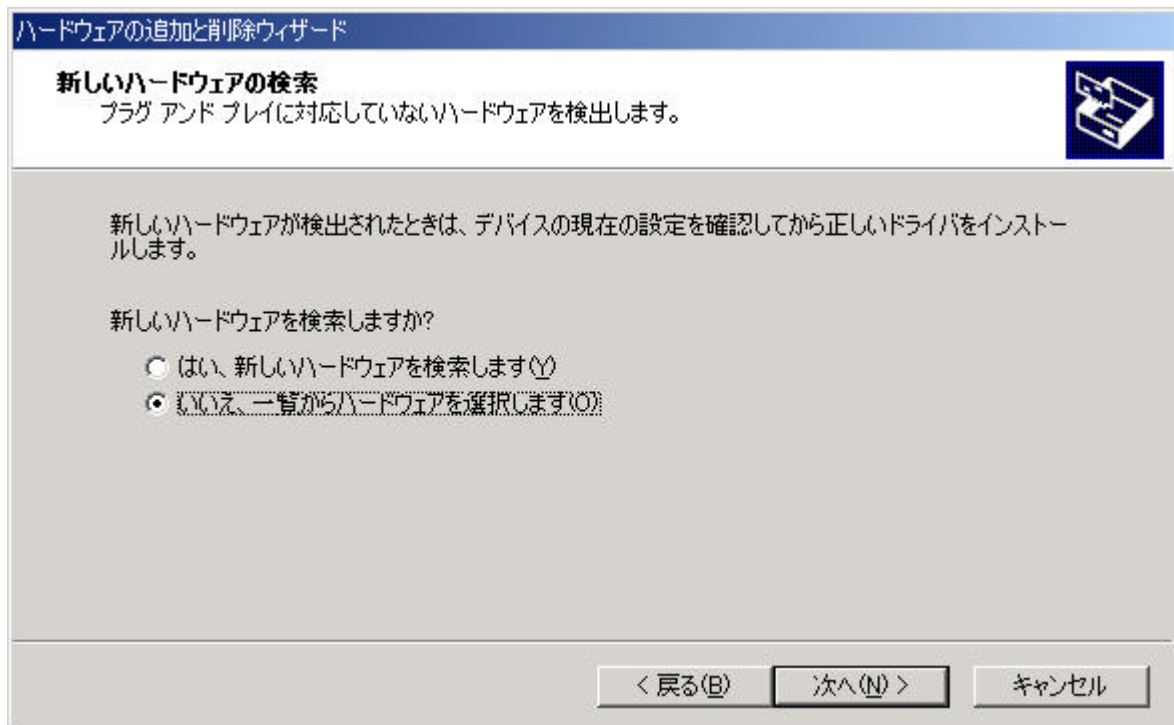 ハードウェアの追加と削除ウィザード
新しいハードウェアの検索
プラグ アンド プレイに対応していないハードウェアを検出します。
新しいハードウェアが検出されたときは、デバイスの現在の設定を確認してから正しいドライバをインストー
ルします。
新しいハードウェアを検索しますか?
はい、新しいハードウェアを検索します(Y)
いいえ、一覧からハードウェアを選択します(O)
< 戻る(B) 次へ(N) > キャンセル